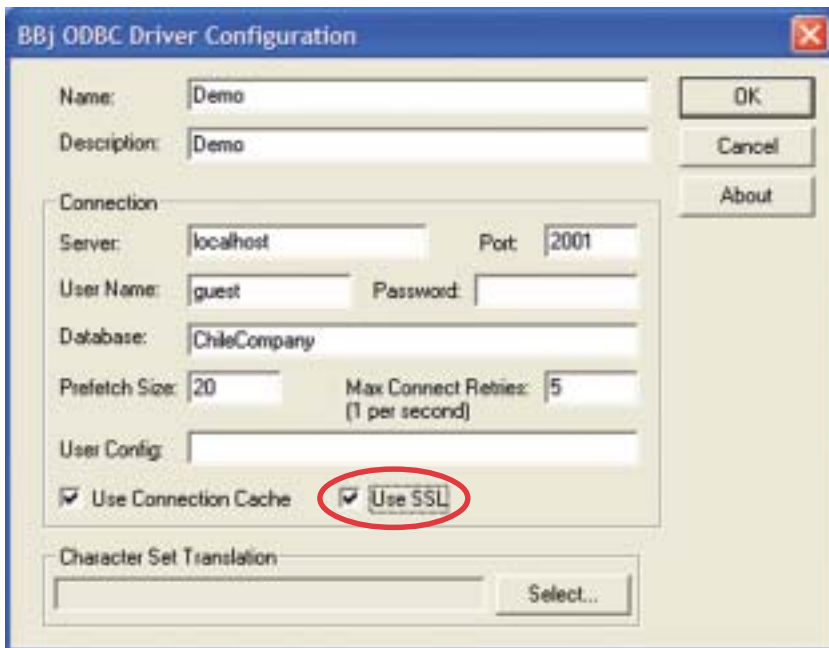 BBj ODBC Driver Configuration
Name: Demo
OK
Description: Demo
Cancel
About
Connection
Server: localhost Port: 2001
User Name: guest Password:
Database: ChileCompany
Prefetch Size: 20 Max Connect Retries: 5
(1 per second)
User Config:
Use Connection Cache Use SSL
Character Set Translation
Select...